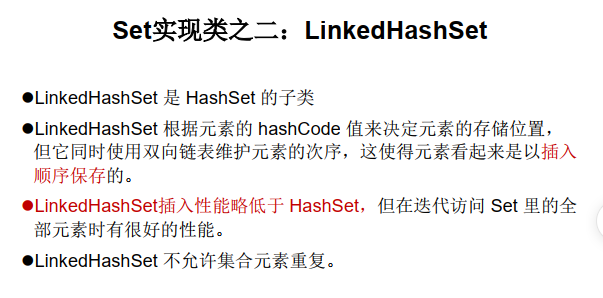 Set实现类之二：LinkedHashSet
●LinkedHashSet 是 HashSet 的子类
●LinkedHashSet 根据元素的 hashCode 值来决定元素的存储位置，
但它同时使用双向链表维护元素的次序，这使得元素看起来是以插入
顺序保存的。
●LinkedHashSet插入性能略低于 HashSet，但在迭代访问 Set 里的全
部元素时有很好的性能。
●LinkedHashSet 不允许集合元素重复。